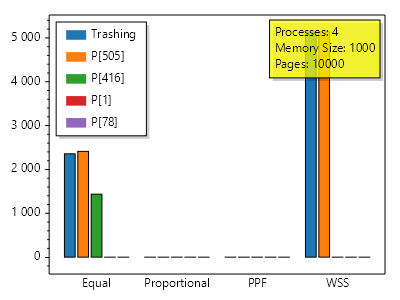 Trashing
P[505]
P[416]
P[1]
P[78]
Processes: 4
Memory Size: 1000
Pages: 10000
5 000
4 000
3 000
2 000
1 000
0
Equal Proportional PPF WSS